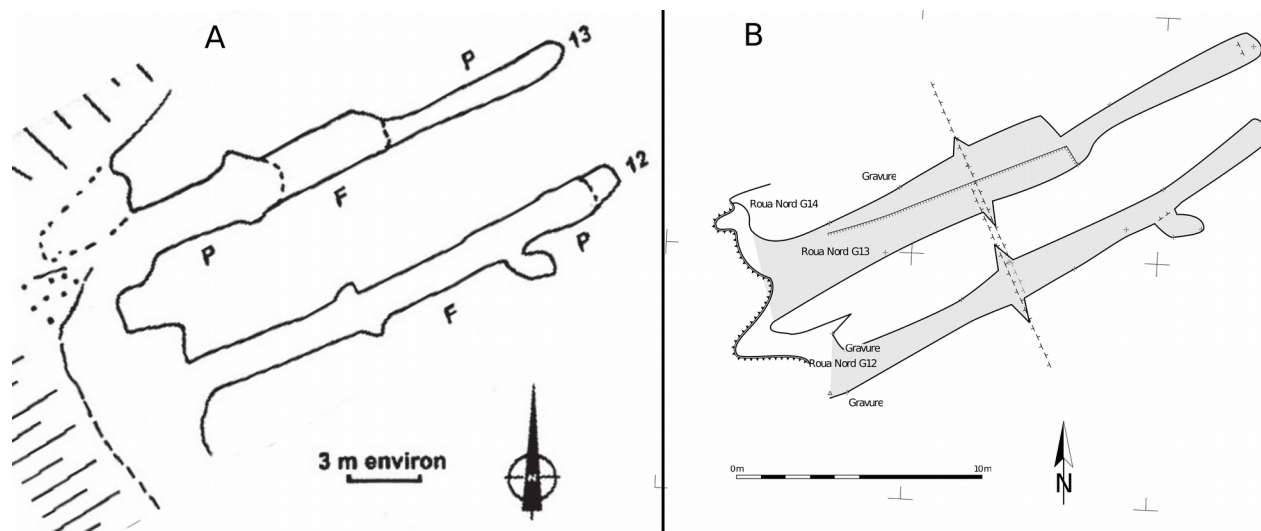 A
13
P
12
F
P
P
F
3 m environ
N
B
Gravure
Roua Nord G14
Roua Nord G13
Gravure
Roua Nord G12
Gravure
0m
10m
N